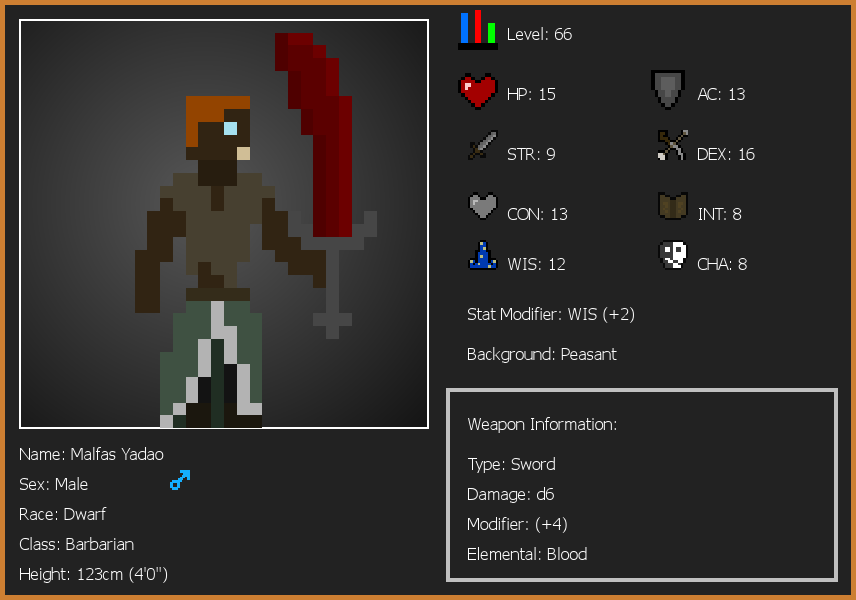 Level: 66
HP: 15
AC: 13
STR: 9
DEX: 16
CON: 13
INT: 8
WIS: 12
CHA: 8
Stat Modifier: WIS (+2)
Background: Peasant
Weapon Information:
Type: Sword
Damage: d6
Modifier: (+4)
Elemental: Blood
Name: Malfas Yadao
Sex: Male
Race: Dwarf
Class: Barbarian
Height: 123cm (4'0")